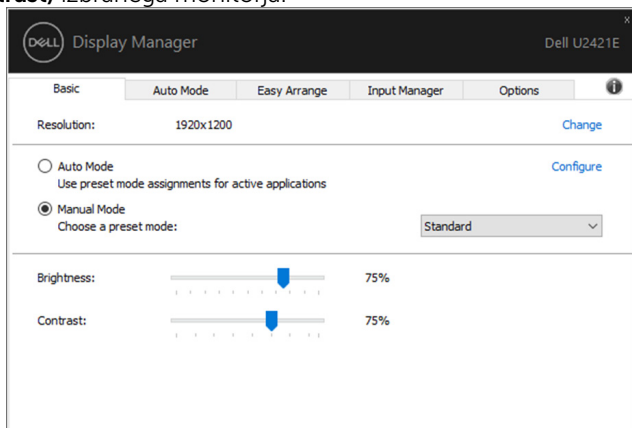 izbranega monitorja.
DELL Display Manager
x
Dell U2421E
Basic Auto Mode Easy Arrange Input Manager Options
Resolution: 1920x1200 Change
Auto Mode Configure
Use preset mode assignments for active applications
Manual Mode
Choose a preset mode: Standard
Brightness: 75%
Contrast: 75%